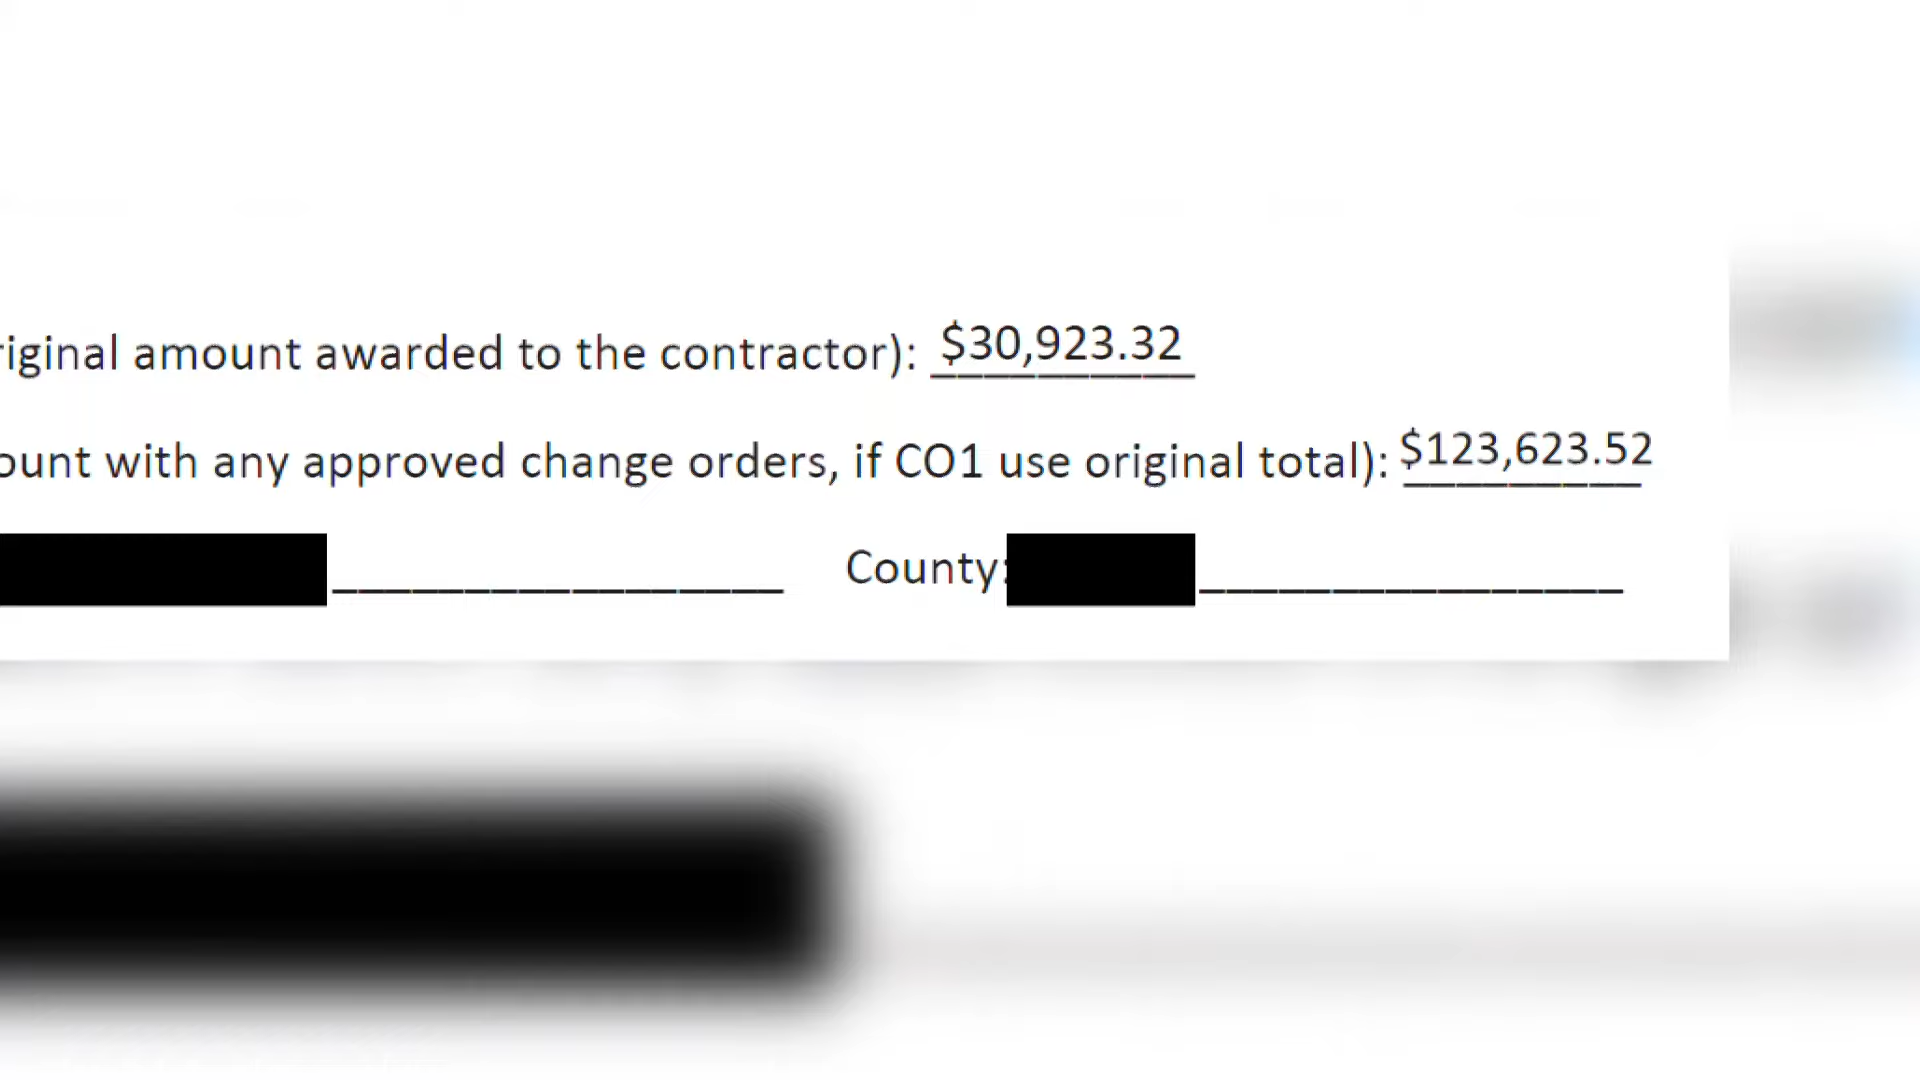 riginal amount awarded to the contractor): $30,923.32
ount with any approved change orders, if CO1 use original total): $123,623.52
County: